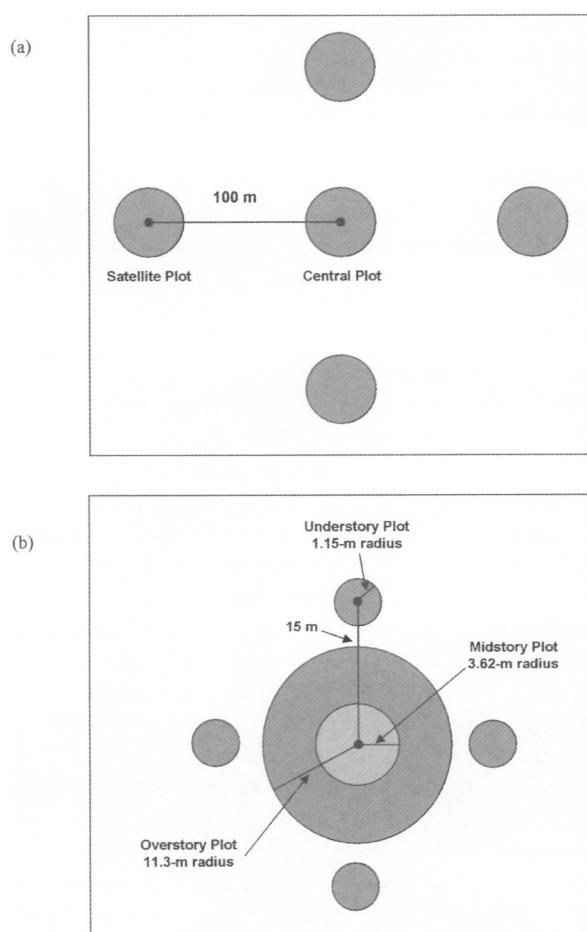 (a)
100 m
Satellite Plot
Central Plot
(b)
Understory Plot
1.15-m radius
15 m
Midstory Plot
3.62-m radius
Overstory Plot
11.3-m radius